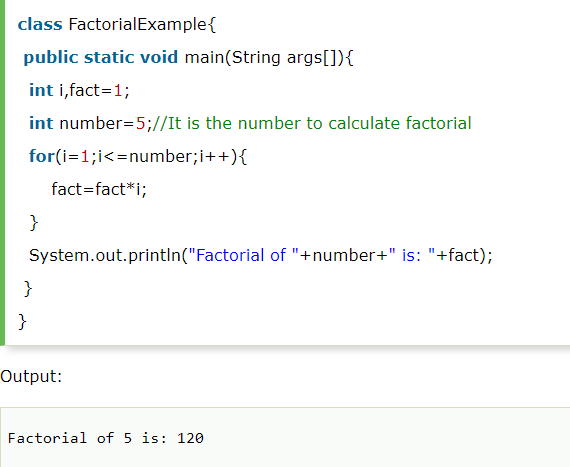 class FactorialExample{
public static void main(String args[]){
int i,fact=1;
int number=5;//It is the number to calculate factorial
for(i=1;i<=number;i++){
fact=fact*i;
}
System.out.println("Factorial of "+number+" is: "+fact);
}
}
Output:
Factorial of 5 is: 120